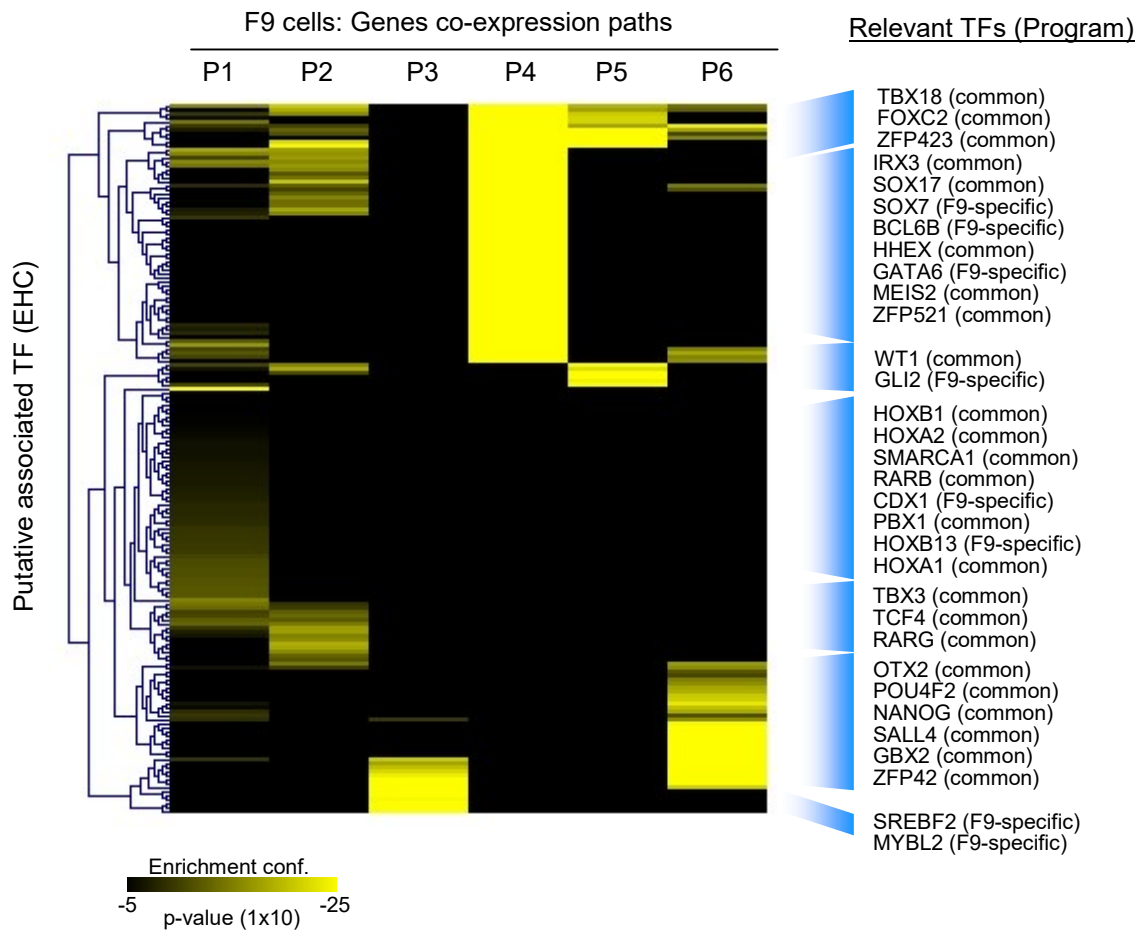 F9 cells: Genes co-expression paths
Relevant TFs (Program)
P1 P2 P3 P4 P5 P6
Putative associated TF (EHC)
TBX18 (common)
FOXC2 (common)
ZFP423 (common)
IRX3 (common)
SOX17 (common)
SOX7 (F9-specific)
BCL6B (F9-specific)
HHEX (common)
GATA6 (F9-specific)
MEIS2 (common)
ZFP521 (common)
WT1 (common)
GLI2 (F9-specific)
HOXB1 (common)
HOXA2 (common)
SMARCA1 (common)
RARB (common)
CDX1 (F9-specific)
PBX1 (common)
HOXB13 (F9-specific)
HOXA1 (common)
TBX3 (common)
TCF4 (common)
RARG (common)
OTX2 (common)
POU4F2 (common)
NANOG (common)
SALL4 (common)
GBX2 (common)
ZFP42 (common)
SREBF2 (F9-specific)
MYBL2 (F9-specific)
Enrichment conf.
-5 -25
p-value (1x10)